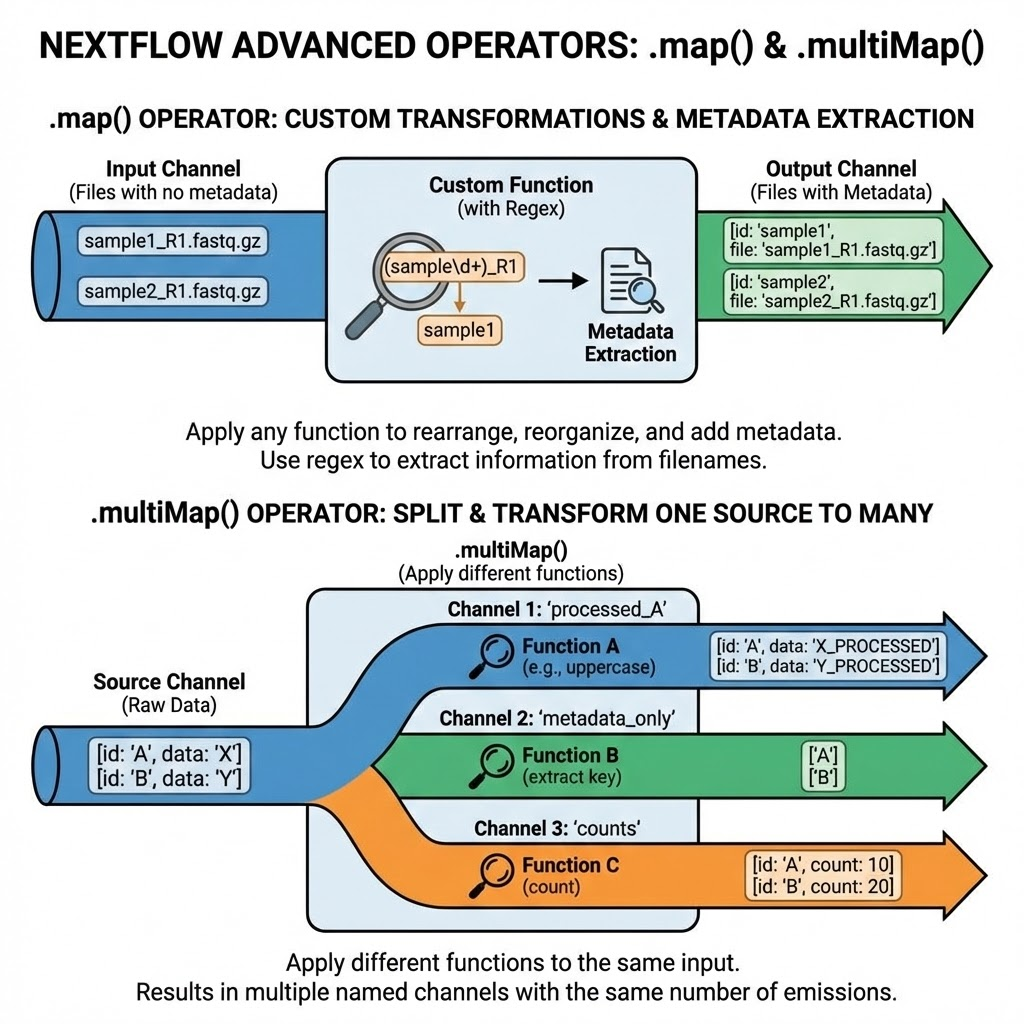 NEXTFLOW ADVANCED OPERATORS: .map() & .multiMap()
.map() OPERATOR: CUSTOM TRANSFORMATIONS & METADATA EXTRACTION
Input Channel
(Files with no metadata)
sample1_R1.fastq.gz
sample2_R1.fastq.gz
Custom Function
(with Regex)
(sample\d+)_R1
sample1
Metadata
Extraction
Output Channel
(Files with Metadata)
[id: 'sample1',
file: 'sample1_R1.fastq.gz']
[id: 'sample2',
file: 'sample2_R1.fastq.gz']
Apply any function to rearrange, reorganize, and add metadata.
Use regex to extract information from filenames.
.multiMap() OPERATOR: SPLIT & TRANSFORM ONE SOURCE TO MANY
.multiMap()
(Apply different functions)
Source Channel
(Raw Data)
[id: 'A', data: 'X']
[id: 'B', data: 'Y']
Channel 1: 'processed_A'
Function A
(e.g., uppercase)
[id: 'A', data: 'X_PROCESSED']
[id: 'B', data: 'Y_PROCESSED']
Channel 2: 'metadata_only'
Function B
(extract key)
['A']
['B']
Channel 3: 'counts'
Function C
(count)
[id: 'A', count: 10]
[id: 'B', count: 20]
Apply different functions to the same input.
Results in multiple named channels with the same number of emissions.